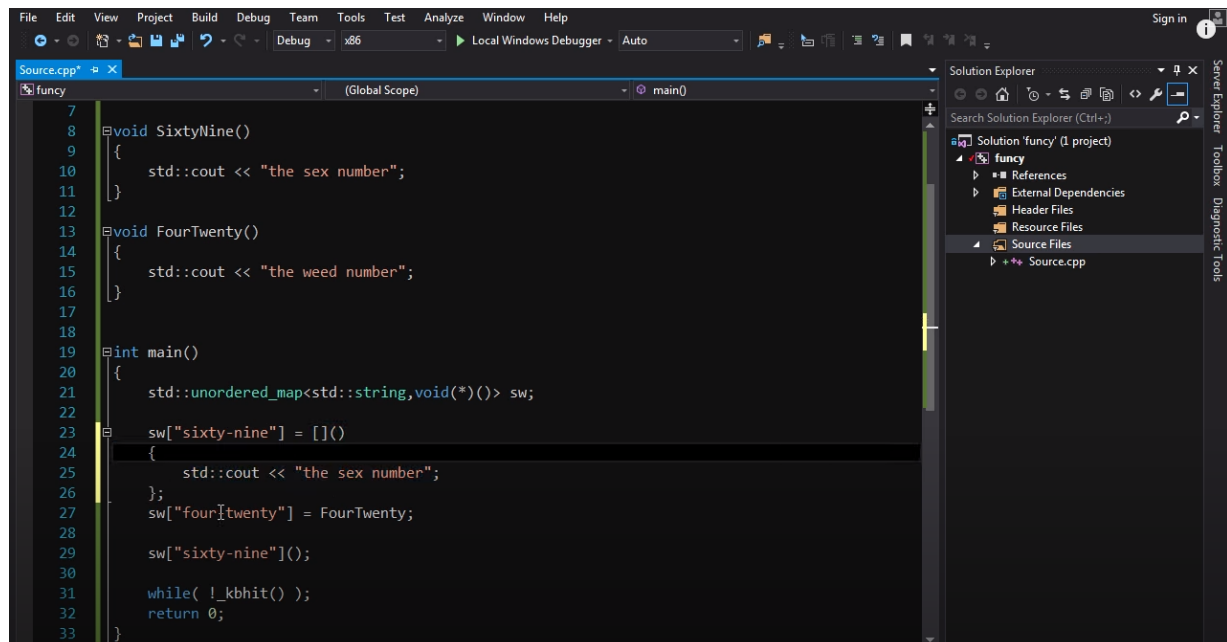 File Edit View Project Build Debug Team Tools Test Analyze Window Help Sign in
Debug x86 Local Windows Debugger Auto
Source.cpp*
funcy (Global Scope) main()
7
8 void SixtyNine()
9 {
10 std::cout << "the sex number";
11 }
12
13 void FourTwenty()
14 {
15 std::cout << "the weed number";
16 }
17
18
19 int main()
20 {
21 std::unordered_map<std::string,void(*)()> sw;
22
23 sw["sixty-nine"] = []()
24 {
25 std::cout << "the sex number";
26 };
27 sw["four twenty"] = FourTwenty;
28
29 sw["sixty-nine"]();
30
31 while( !_kbhit() );
32 return 0;
33 }
Solution Explorer
Search Solution Explorer (Ctrl+;)
Solution 'funcy' (1 project)
funcy
References
External Dependencies
Header Files
Resource Files
Source Files
Source.cpp
Server Explorer
Toolbox
Diagnostic Tools